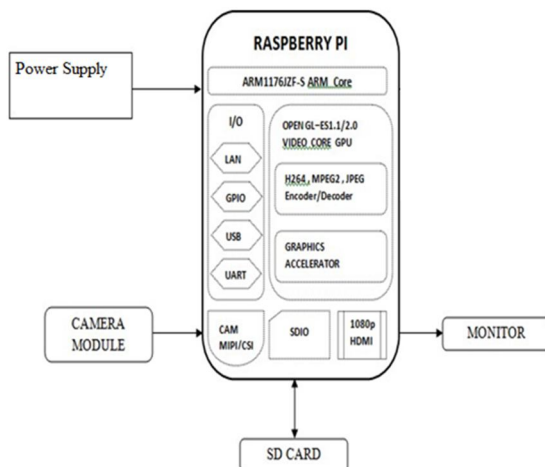 RASPBERRY PI
Power Supply
ARM1176JZF-S ARM Core
I/O
LAN
GPIO
USB
UART
OPEN GL-ES1.1/2.0
VIDEO CORE GPU
H264, MPEG2, JPEG
Encoder/Decoder
GRAPHICS
ACCELERATOR
CAMERA
MODULE
CAM
MIPI/CSI
SDIO
1080p
HDMI
MONITOR
SD CARD